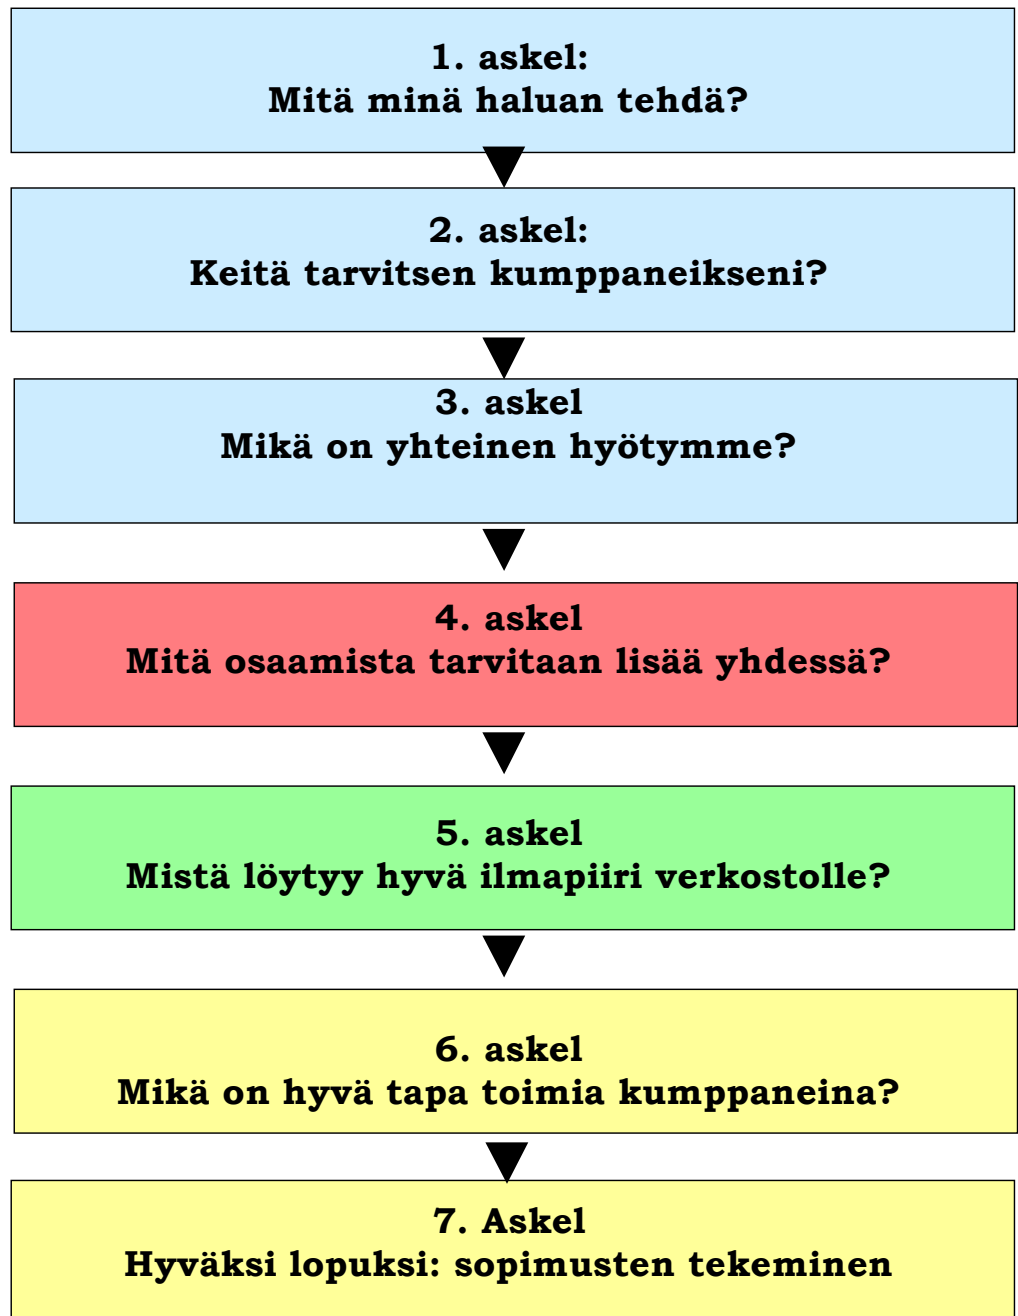 1. askel:
Mitä minä haluan tehdä?
2. askel:
Keitä tarvitsen kumppaneikseni?
3. askel
Mikä on yhteinen hyötymme?
4. askel
Mitä osaamista tarvitaan lisää yhdessä?
5. askel
Mistä löytyy hyvä ilmapiiri verkostolle?
6. askel
Mikä on hyvä tapa toimia kumppaneina?
7. Askel
Hyväksi lopuksi: sopimusten tekeminen